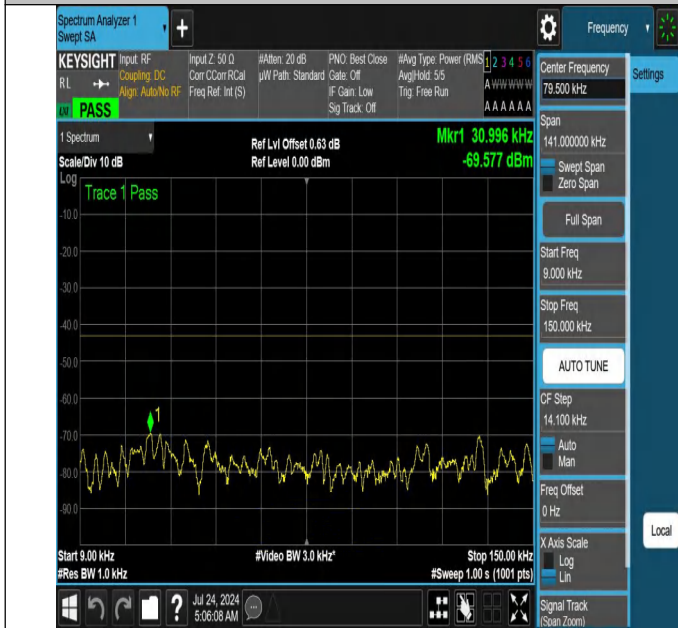 Spectrum Analyzer 1
Swept SA
+
Frequency
KEYSIGHT
RL
PASS
Input: RF
Coupling: DC
Align: Auto/No RF
Input Z: 50 Ω
Corr CCorr RCal
Freq Ref: Int (S)
#Atten: 20 dB
µW Path: Standard
PNO: Best Close
Gate: Off
IF Gain: Low
Sig Track: Off
#Avg Type: Power (RMS
Avg|Hold: 5/5
Trig: Free Run
1 2 3 4 5 6
A W W W W W
A A A A A A
Center Frequency
79.500 kHz
Settings
1 Spectrum
Scale/Div 10 dB
Ref Lvl Offset 0.63 dB
Ref Level 0.00 dBm
Mkr1 30.996 kHz
-69.577 dBm
Span
141.000000 kHz
Swept Span
Zero Span
Full Span
Start Freq
9.000 kHz
Stop Freq
150.000 kHz
AUTO TUNE
CF Step
14.100 kHz
Auto
Man
Freq Offset
0 Hz
X Axis Scale
Log
Lin
Signal Track
(Span Zoom)
Local
Log
Trace 1 Pass
-10.0
-20.0
-30.0
-40.0
-50.0
-60.0
-70.0
-80.0
-90.0
1
Start 9.00 kHz
#Video BW 3.0 kHz*
Stop 150.00 kHz
#Res BW 1.0 kHz
#Sweep 1.00 s (1001 pts)
?
Jul 24, 2024
5:06:08 AM